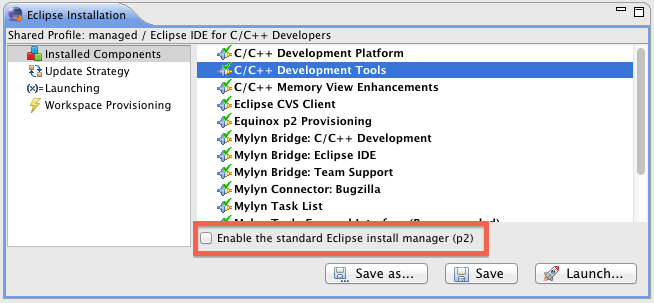 Eclipse Installation
Shared Profile: managed / Eclipse IDE for C/C++ Developers
Installed Components
Update Strategy
(x)= Launching
Workspace Provisioning
C/C++ Development Platform
C/C++ Development Tools
C/C++ Memory View Enhancements
Eclipse CVS Client
Equinox p2 Provisioning
Mylyn Bridge: C/C++ Development
Mylyn Bridge: Eclipse IDE
Mylyn Bridge: Team Support
Mylyn Connector: Bugzilla
Mylyn Task List
Enable the standard Eclipse install manager (p2)
Save as...
Save
Launch...